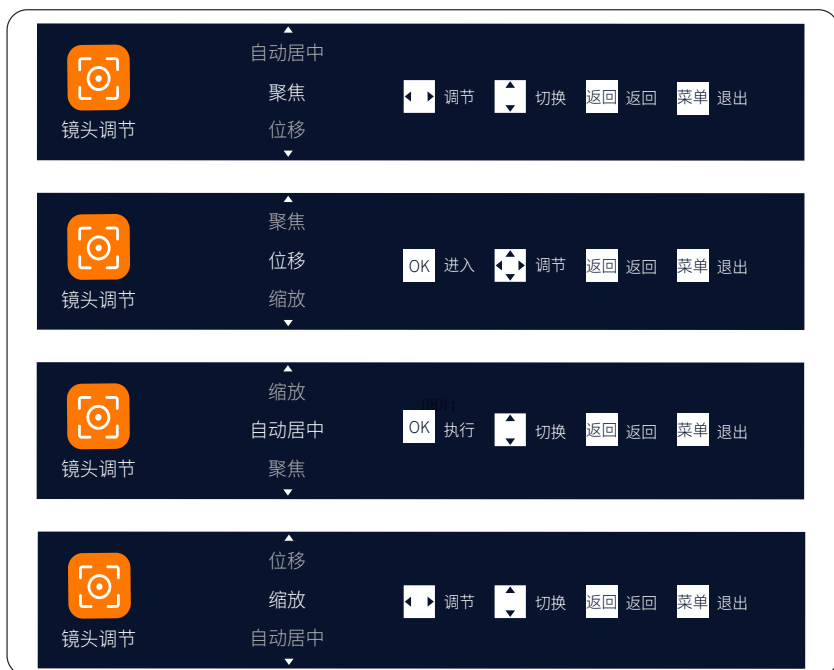 自动居中
聚焦
位移
镜头调节
调节 切换 返回 返回 菜单 退出
聚焦
位移
缩放
镜头调节
OK 进入 调节 返回 返回 菜单 退出
缩放
自动居中
聚焦
镜头调节
[图片]
OK 执行 切换 返回 返回 菜单 退出
位移
缩放
自动居中
镜头调节
调节 切换 返回 返回 菜单 退出